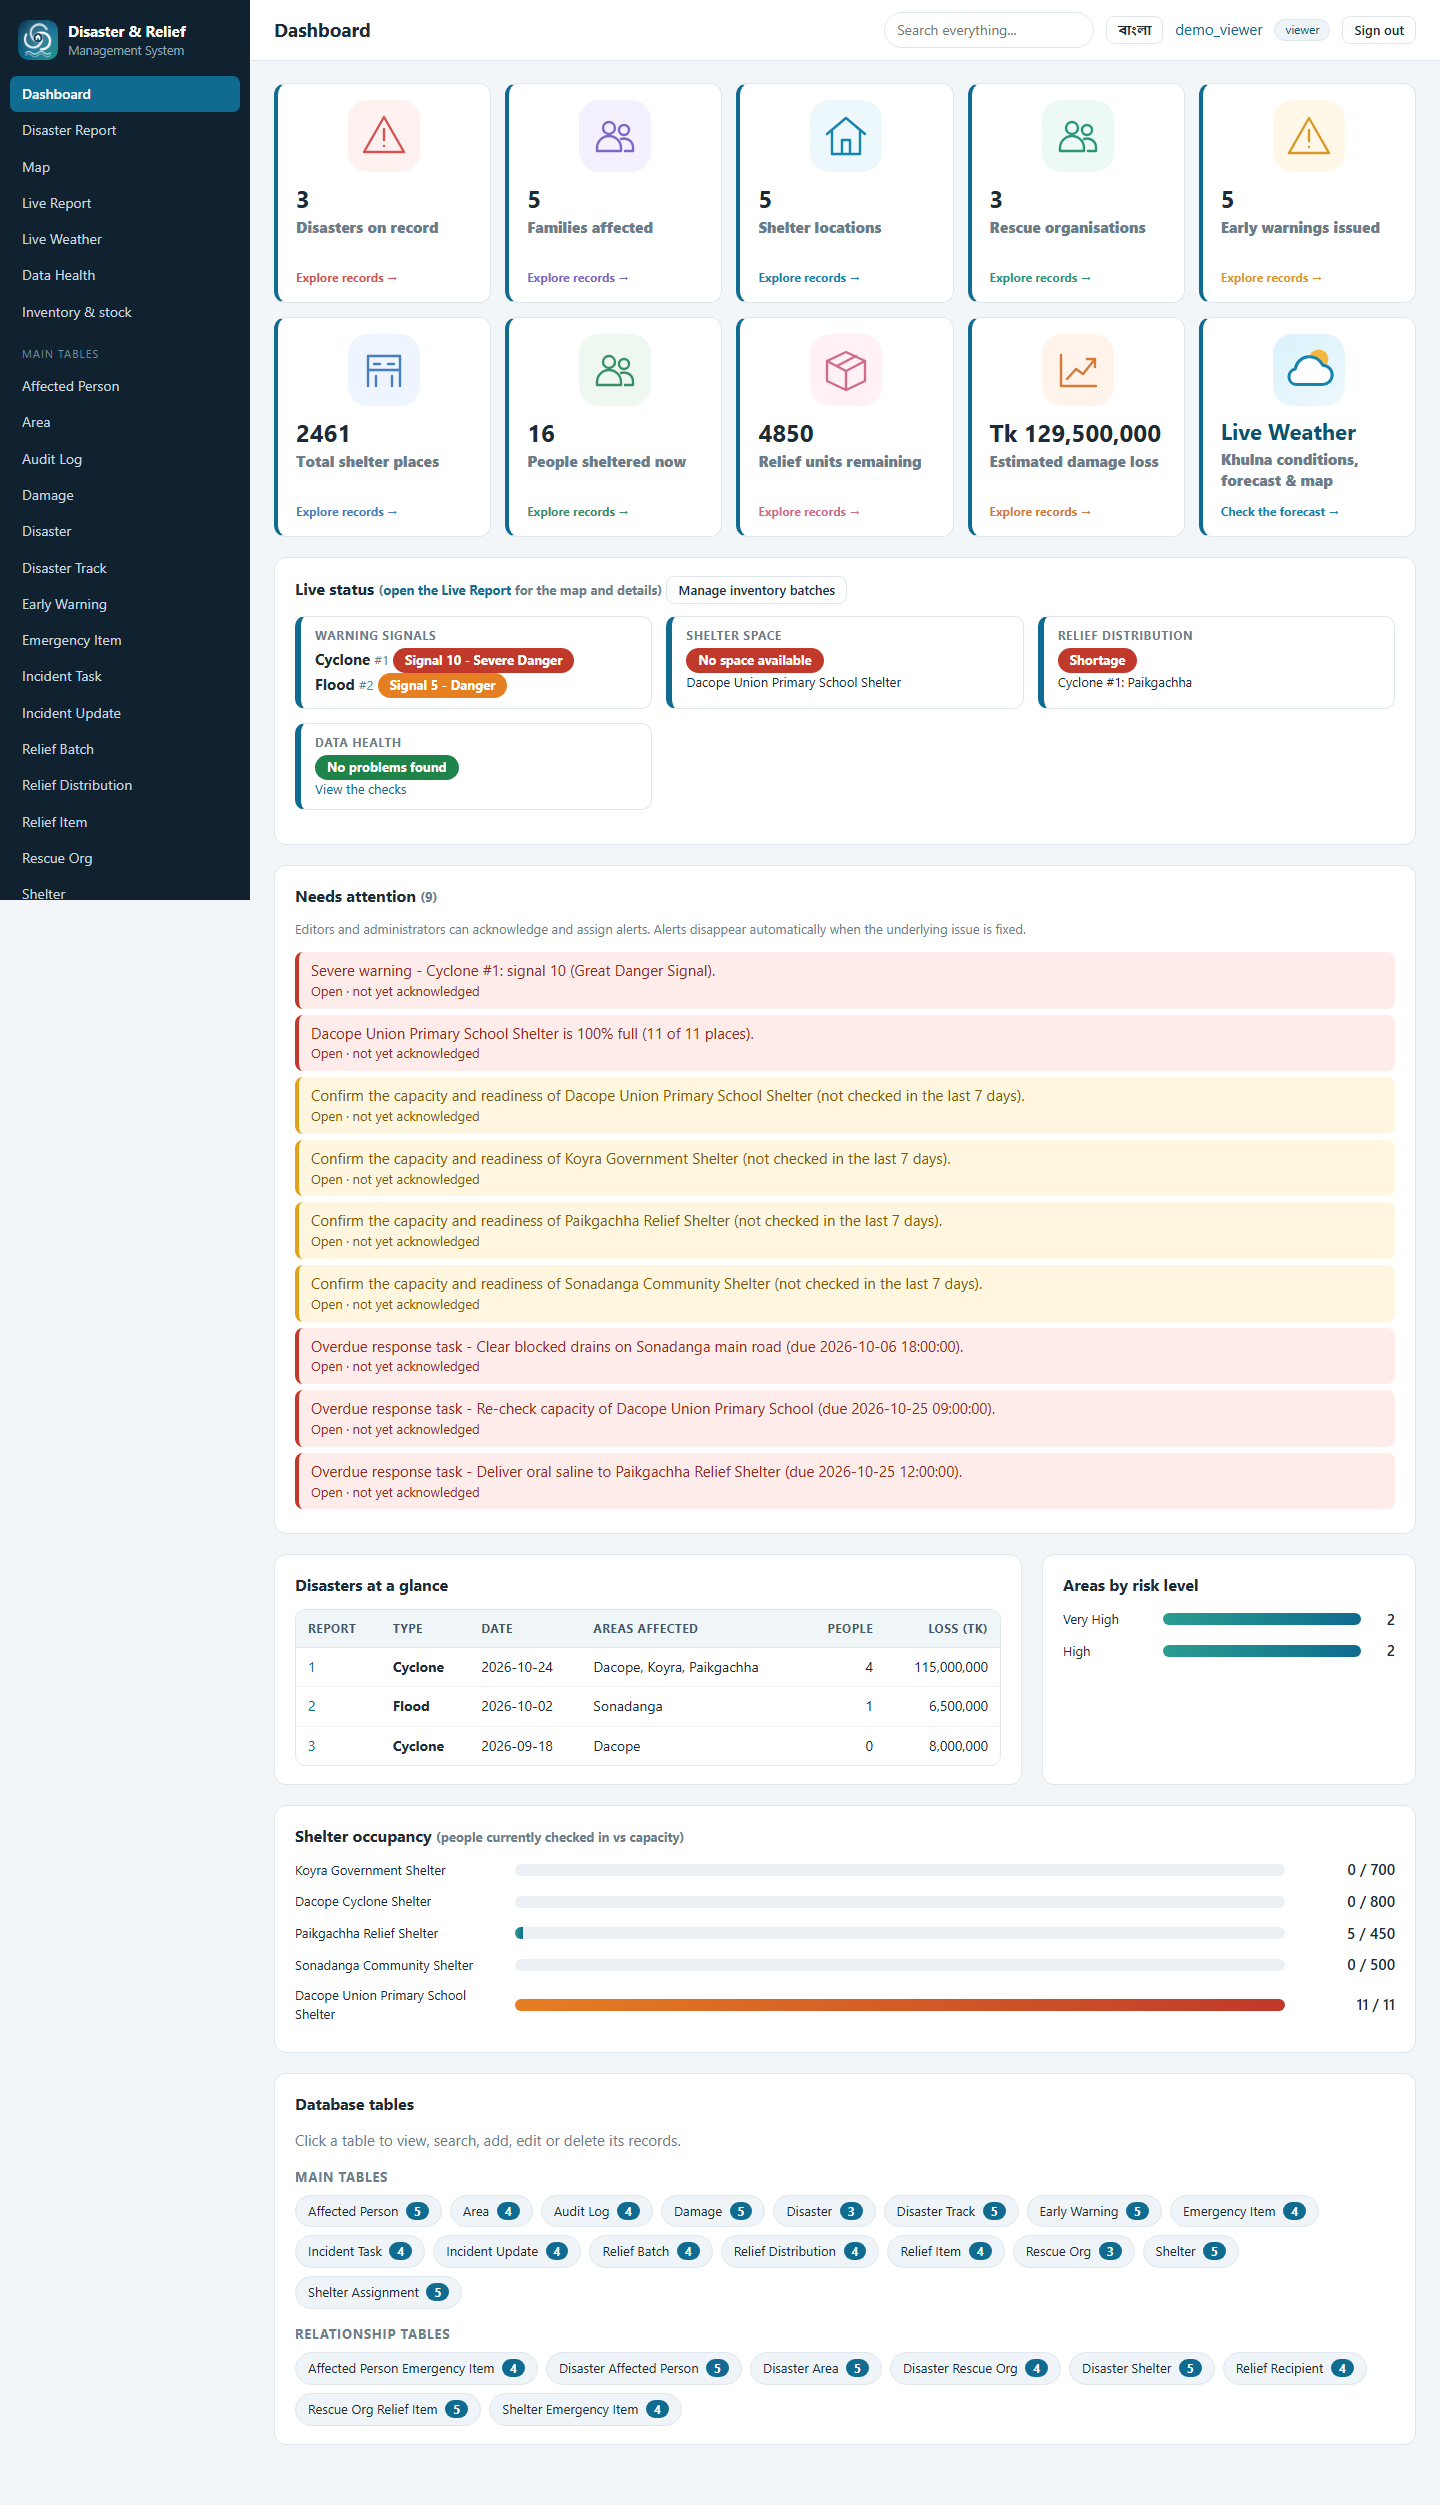 Disaster & Relief
Management System
Dashboard
Disaster Report
Map
Live Report
Live Weather
Data Health
Inventory & stock
MAIN TABLES
Affected Person
Area
Audit Log
Damage
Disaster
Disaster Track
Early Warning
Emergency Item
Incident Task
Incident Update
Relief Batch
Relief Distribution
Relief Item
Rescue Org
Shelter
Dashboard
Search everything...
বাংলা
demo_viewer
viewer
Sign out
3
Disasters on record
Explore records →
5
Families affected
Explore records →
5
Shelter locations
Explore records →
3
Rescue organisations
Explore records →
5
Early warnings issued
Explore records →
2461
Total shelter places
Explore records →
16
People sheltered now
Explore records →
4850
Relief units remaining
Explore records →
Tk 129,500,000
Estimated damage loss
Explore records →
Live Weather
Khulna conditions,
forecast & map
Check the forecast →
Live status (open the Live Report for the map and details) Manage inventory batches
WARNING SIGNALS
Cyclone #1 Signal 10 - Severe Danger
Flood #2 Signal 5 - Danger
SHELTER SPACE
No space available
Dacope Union Primary School Shelter
RELIEF DISTRIBUTION
Shortage
Cyclone #1: Paikgachha
DATA HEALTH
No problems found
View the checks
Needs attention (9)
Editors and administrators can acknowledge and assign alerts. Alerts disappear automatically when the underlying issue is fixed.
Severe warning - Cyclone #1: signal 10 (Great Danger Signal).
Open · not yet acknowledged
Dacope Union Primary School Shelter is 100% full (11 of 11 places).
Open · not yet acknowledged
Confirm the capacity and readiness of Dacope Union Primary School Shelter (not checked in the last 7 days).
Open · not yet acknowledged
Confirm the capacity and readiness of Koyra Government Shelter (not checked in the last 7 days).
Open · not yet acknowledged
Confirm the capacity and readiness of Paikgachha Relief Shelter (not checked in the last 7 days).
Open · not yet acknowledged
Confirm the capacity and readiness of Sonadanga Community Shelter (not checked in the last 7 days).
Open · not yet acknowledged
Overdue response task - Clear blocked drains on Sonadanga main road (due 2026-10-06 18:00:00).
Open · not yet acknowledged
Overdue response task - Re-check capacity of Dacope Union Primary School (due 2026-10-25 09:00:00).
Open · not yet acknowledged
Overdue response task - Deliver oral saline to Paikgachha Relief Shelter (due 2026-10-25 12:00:00).
Open · not yet acknowledged
Disasters at a glance
REPORT TYPE DATE AREAS AFFECTED PEOPLE LOSS (TK)
1 Cyclone 2026-10-24 Dacope, Koyra, Paikgachha 4 115,000,000
2 Flood 2026-10-02 Sonadanga 1 6,500,000
3 Cyclone 2026-09-18 Dacope 0 8,000,000
Areas by risk level
Very High 2
High 2
Shelter occupancy (people currently checked in vs capacity)
Koyra Government Shelter 0 / 700
Dacope Cyclone Shelter 0 / 800
Paikgachha Relief Shelter 5 / 450
Sonadanga Community Shelter 0 / 500
Dacope Union Primary School
Shelter 11 / 11
Database tables
Click a table to view, search, add, edit or delete its records.
MAIN TABLES
Affected Person 5 Area 4 Audit Log 4 Damage 5 Disaster 3 Disaster Track 5 Early Warning 5 Emergency Item 4
Incident Task 4 Incident Update 4 Relief Batch 4 Relief Distribution 4 Relief Item 4 Rescue Org 3 Shelter 5
Shelter Assignment 5
RELATIONSHIP TABLES
Affected Person Emergency Item 4 Disaster Affected Person 5 Disaster Area 5 Disaster Rescue Org 4 Disaster Shelter 5 Relief Recipient 4
Rescue Org Relief Item 5 Shelter Emergency Item 4